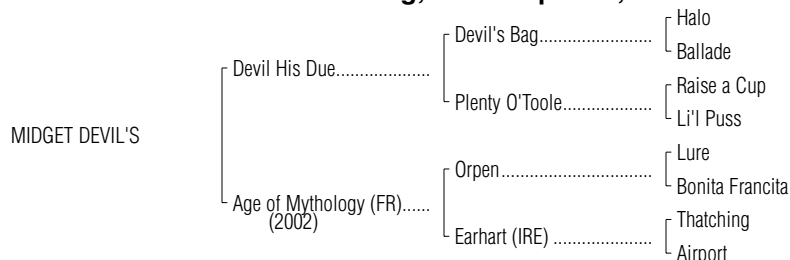 Halo
Devil's Bag........................
Ballade
Devil His Due....................
Raise a Cup
Plenty O'Toole...................
Li'l Puss
MIDGET DEVIL'S
Lure
Orpen................................
Bonita Francita
Age of Mythology (FR)......
(2002)
Thatching
Earhart (IRE) .....................
Airport